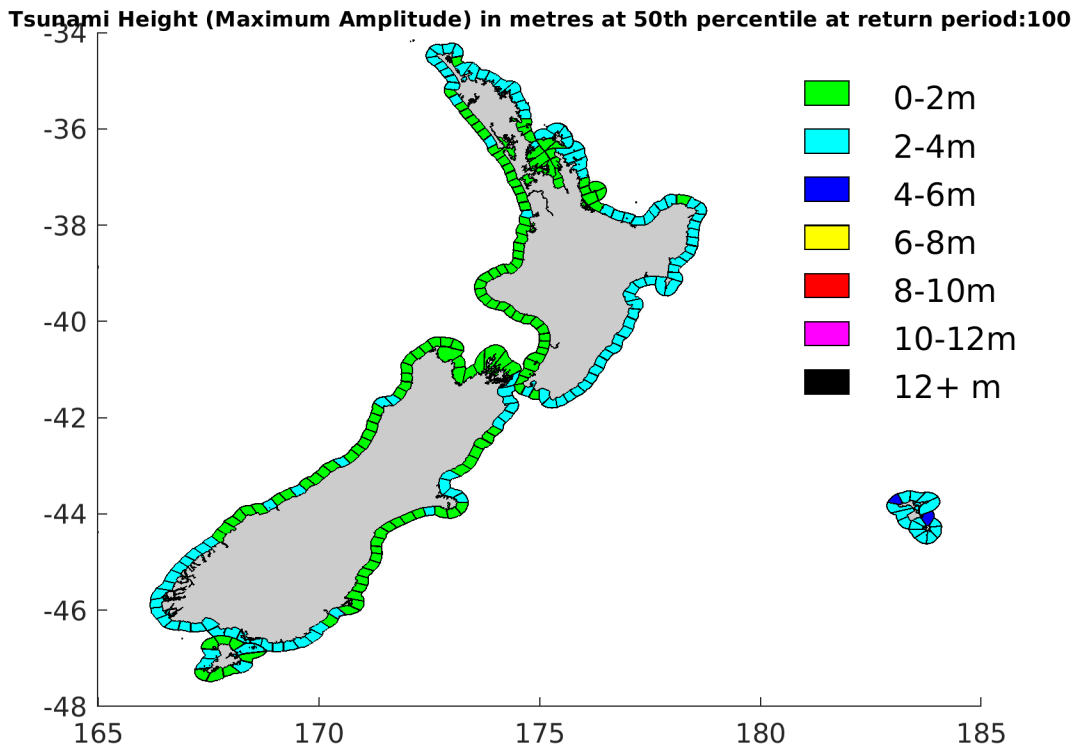 Tsunami Height (Maximum Amplitude) in metres at 50th percentile at return period:100
-34
-36
-38
-40
-42
-44
-46
-48
165
170
175
180
185
0-2m
2-4m
4-6m
6-8m
8-10m
10-12m
12+ m